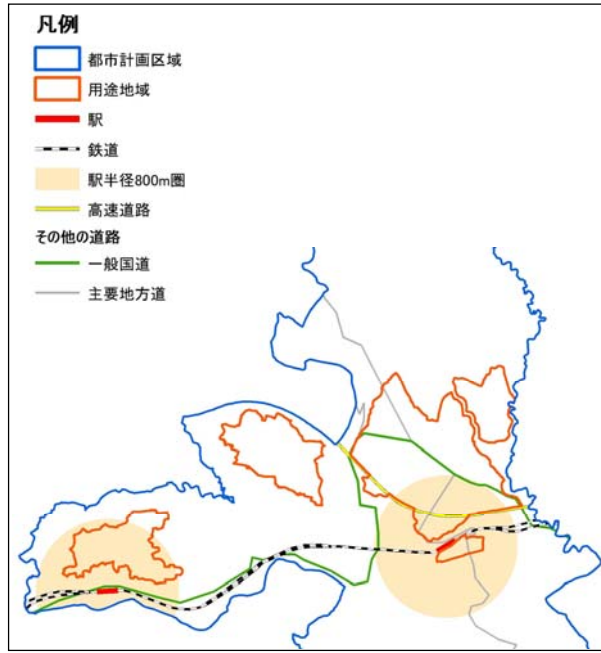 凡例
都市計画区域
用途地域
駅
鉄道
駅半径800m圏
高速道路
その他の道路
一般国道
主要地方道